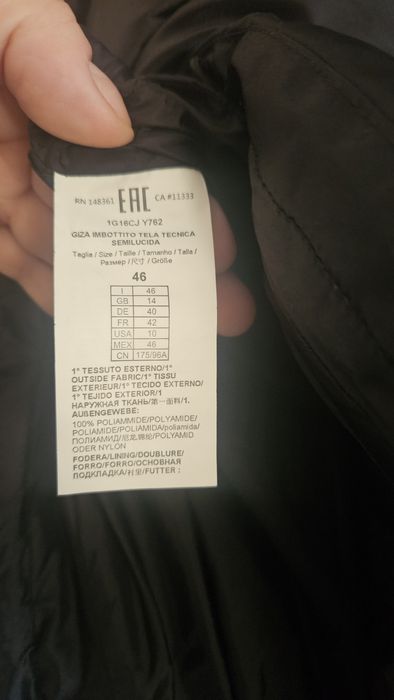 RN 148361 EAC CA #11333
1G16CJ Y762
GIZA IMBOTTITO TELA TECNICA
SEMILUCIDA
Taglia / Size / Taille / Tamanho / Talla /
Размер / 尺寸 / Größe
46
I 46
GB 14
DE 40
FR 42
USA 10
MEX 46
CN 175/96A
1° TESSUTO ESTERNO/1°
OUTSIDE FABRIC/1° TISSU
EXTERIEUR/1° TECIDO EXTERNO/
1° TEJIDO EXTERIOR/1
НАРУЖНАЯ ТКАНЬ/第一面料/1.
AUßENGEWEBE:
100% POLIAMMIDE/POLYAMIDE/
POLIAMIDE/POLIAMIDA/poliamida/
ПОЛИАМИД/尼龙,锦纶/POLYAMID
ODER NYLON
FODERA/LINING/DOUBLURE/
FORRO/FORRO/ОСНОВНАЯ
ПОДКЛАДКА/衬里/FUTTER :